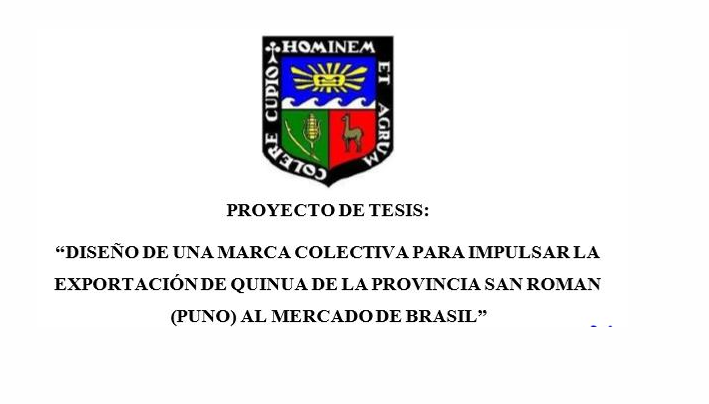 COLERE CUPIO HOMINEM ET AGRUM
PROYECTO DE TESIS:
“DISEÑO DE UNA MARCA COLECTIVA PARA IMPULSAR LA
EXPORTACIÓN DE QUINUA DE LA PROVINCIA SAN ROMAN
(PUNO) AL MERCADO DE BRASIL”